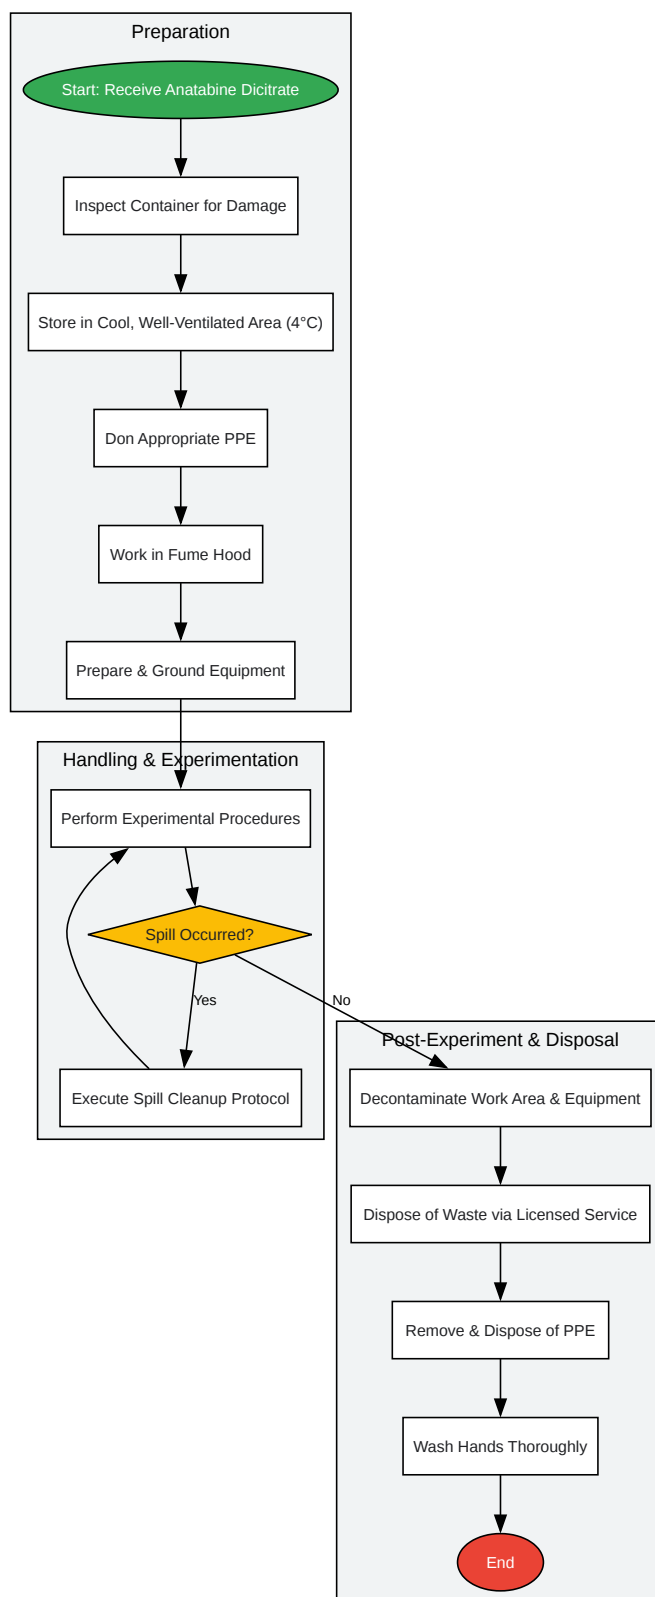 Preparation
Start: Receive Anatabine Dicitrate
Inspect Container for Damage
Store in Cool, Well-Ventilated Area (4°C)
Don Appropriate PPE
Work in Fume Hood
Prepare & Ground Equipment
Handling & Experimentation
Perform Experimental Procedures
Spill Occurred?
Yes
No
Execute Spill Cleanup Protocol
Post-Experiment & Disposal
Decontaminate Work Area & Equipment
Dispose of Waste via Licensed Service
Remove & Dispose of PPE
Wash Hands Thoroughly
End